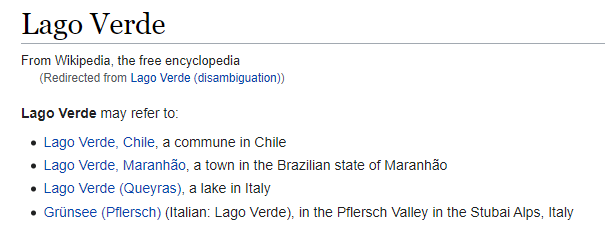 Lago Verde
From Wikipedia, the free encyclopedia
(Redirected from Lago Verde (disambiguation))
Lago Verde may refer to:
• Lago Verde, Chile, a commune in Chile
• Lago Verde, Maranhão, a town in the Brazilian state of Maranhão
• Lago Verde (Queyras), a lake in Italy
• Grünsee (Pflersch) (Italian: Lago Verde), in the Pflersch Valley in the Stubai Alps, Italy